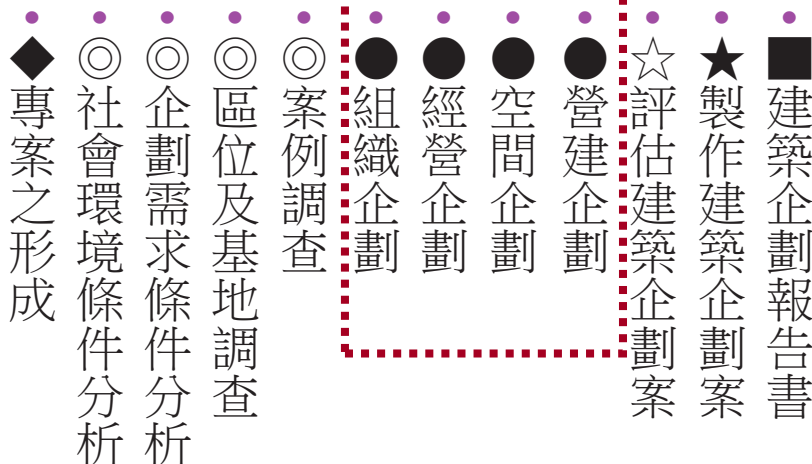 ◆專案之形成
◎社會環境條件分析
◎企劃需求條件分析
◎區位及基地調查
◎案例調查
●組織企劃
●經營企劃
●空間企劃
●營建企劃
☆評估建築企劃案
★製作建築企劃案
■建築企劃報告書